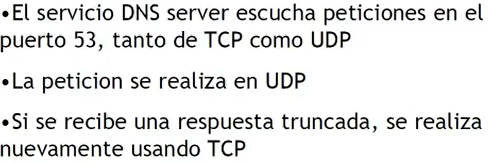 •El servicio DNS server escucha peticiones en el
puerto 53, tanto de TCP como UDP
•La peticion se realiza en UDP
•Si se recibe una respuesta truncada, se realiza
nuevamente usando TCP